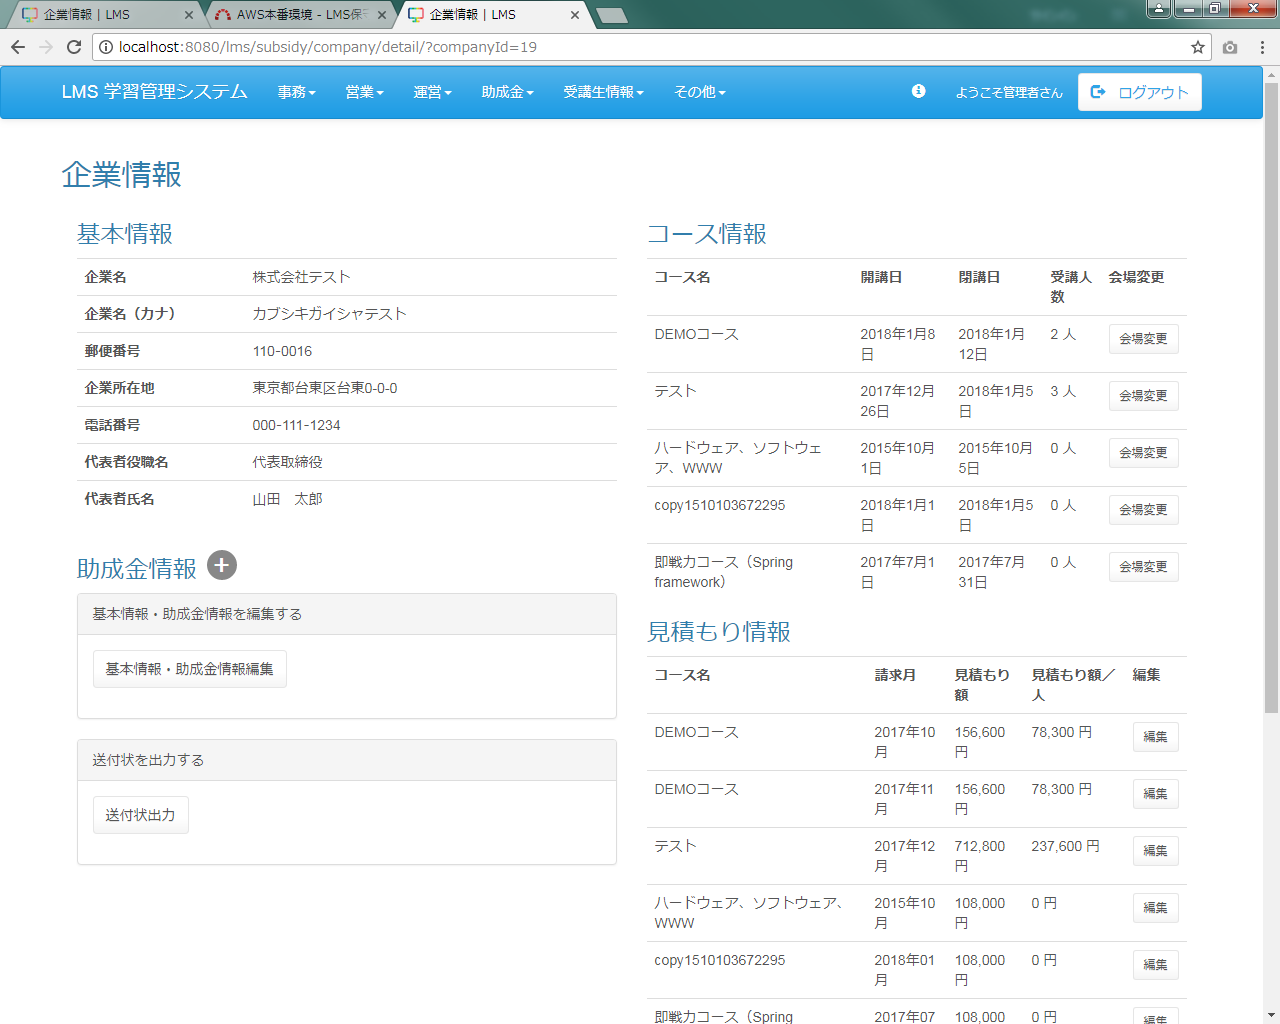 企業情報 | LMS
AWS本番環境 - LMS保守
企業情報 | LMS
localhost:8080/lms/subsidy/company/detail/?companyId=19
LMS 学習管理システム
事務
営業
運営
助成金
受講生情報
その他
ようこそ管理者さん
ログアウト
企業情報
基本情報
企業名 株式会社テスト
企業名（カナ） カブシキガイシャテスト
郵便番号 110-0016
企業所在地 東京都台東区台東0-0-0
電話番号 000-111-1234
代表者役職名 代表取締役
代表者氏名 山田　太郎
助成金情報
基本情報・助成金情報を編集する
基本情報・助成金情報編集
送付状を出力する
送付状出力
コース情報
コース名 開講日 閉講日 受講人 会場変更
数
DEMOコース 2018年1月8 2018年1月 2 人 会場変更
日 12日
テスト 2017年12月 2018年1月5 3 人 会場変更
26日 日
ハードウェア、ソフトウェ 2015年10月 2015年10月 0 人 会場変更
ア、WWW 1日 5日
copy1510103672295 2018年1月1 2018年1月5 0 人 会場変更
日 日
即戦力コース（Spring 2017年7月1 2017年7月 0 人 会場変更
framework） 日 31日
見積もり情報
コース名 請求月 見積もり 見積もり額／ 編集
額 人
DEMOコース 2017年10 156,600 78,300 円 編集
月 円
DEMOコース 2017年11 156,600 78,300 円 編集
月 円
テスト 2017年12 712,800 237,600 円 編集
月 円
ハードウェア、ソフトウェア、 2015年10 108,000 0 円 編集
WWW 月 円
copy1510103672295 2018年01 108,000 0 円 編集
月 円
即戦力コース（Spring 2017年07 108,000 0 円 編集